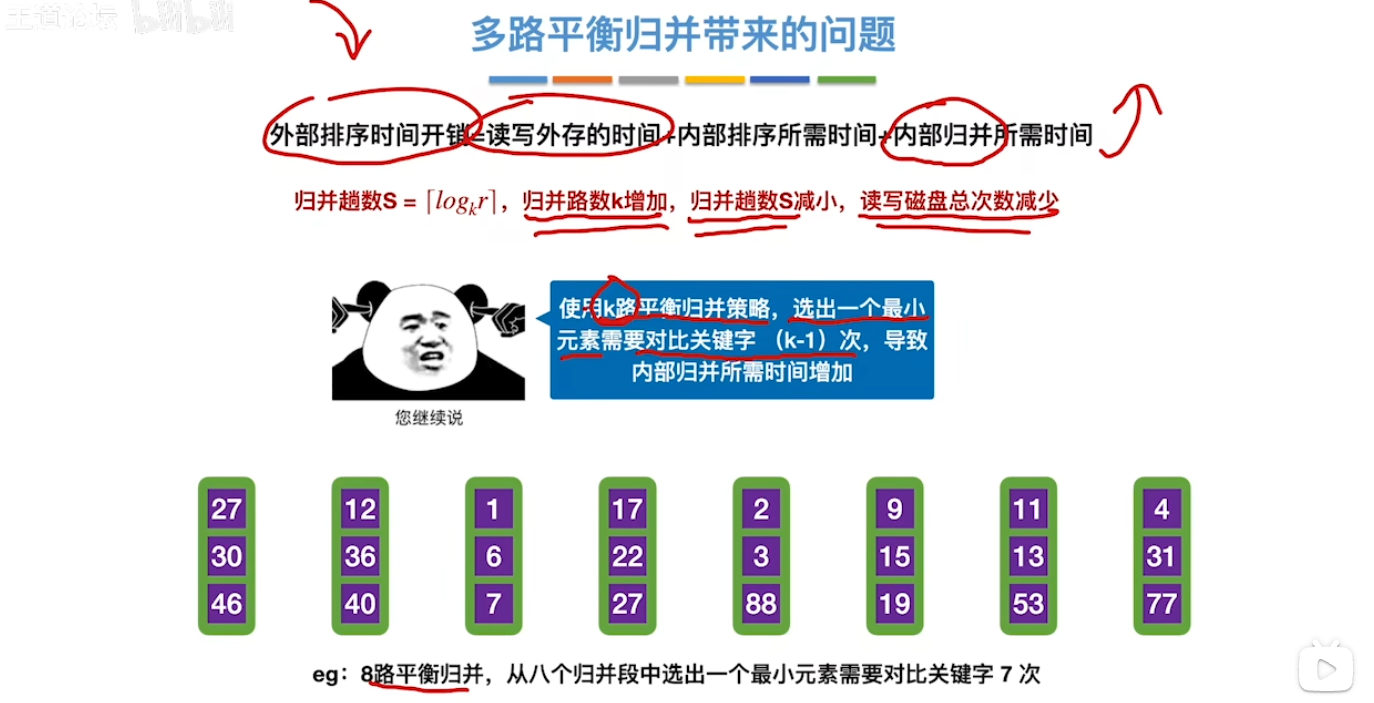 王道论坛 bilibili
多路平衡归并带来的问题
外部排序时间开销=读写外存的时间+内部排序所需时间+内部归并所需时间
归并趟数S = ⌈logₖr⌉，归并路数k增加，归并趟数S减小，读写磁盘总次数减少
使用k路平衡归并策略，选出一个最小
元素需要对比关键字 （k-1）次，导致
内部归并所需时间增加
您继续说
27 12 1 17 2 9 11 4
30 36 6 22 3 15 13 31
46 40 7 27 88 19 53 77
eg：8路平衡归并，从八个归并段中选出一个最小元素需要对比关键字 7 次